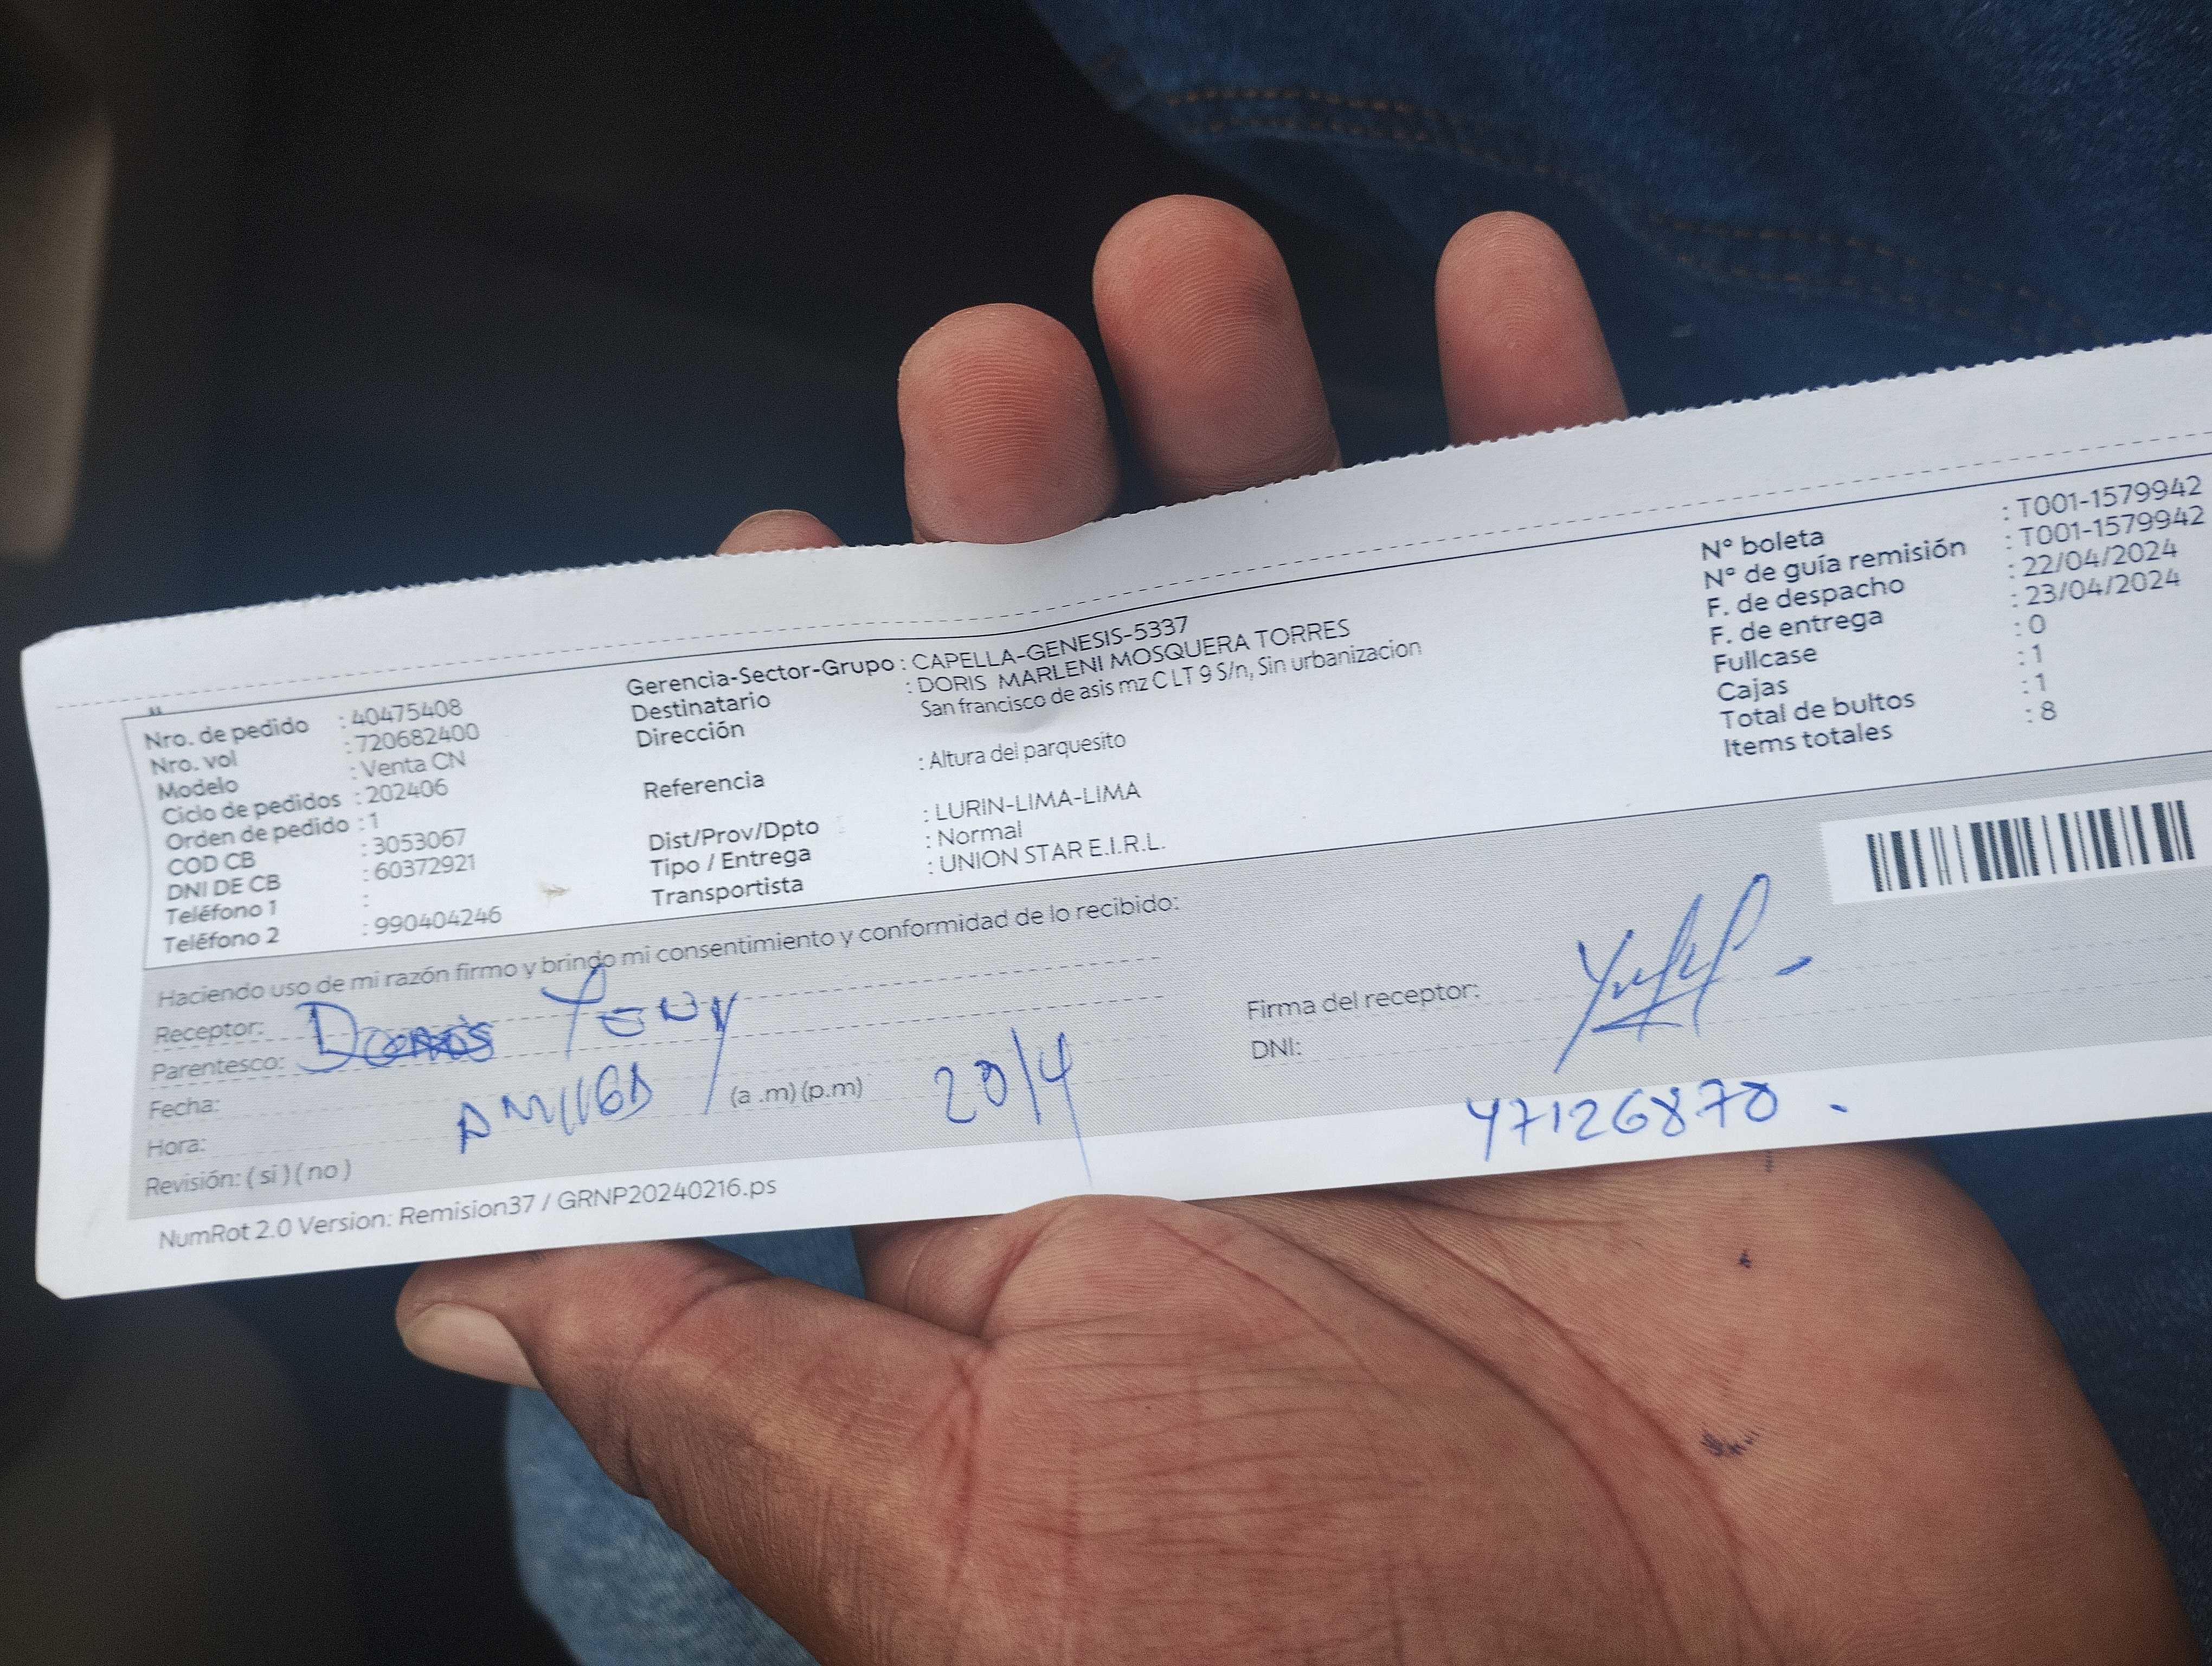 Nro. de pedido : 40475408
Nro. vol : 720682400
Modelo : Venta CN
Ciclo de pedidos : 202406
Orden de pedido : 1
COD CB : 3053067
DNI DE CB : 60372921
Teléfono 1 :
Teléfono 2 : 990404246
Gerencia-Sector-Grupo : CAPELLA-GENESIS-5337
Destinatario : DORIS MARLENI MOSQUERA TORRES
Dirección San francisco de asis mz C LT 9 S/n, Sin urbanizacion
Referencia : Altura del parquesito
Dist/Prov/Dpto : LURIN-LIMA-LIMA
Tipo / Entrega : Normal
Transportista : UNION STAR E.I.R.L.
N° boleta : T001-1579942
N° de guía remisión : T001-1579942
F. de despacho : 22/04/2024
F. de entrega : 23/04/2024
Fullcase : 0
Cajas : 1
Total de bultos : 1
Items totales : 8
Haciendo uso de mi razón firmo y brindo mi consentimiento y conformidad de lo recibido:
Receptor:
Parentesco:
Fecha:
Hora: (a .m) (p.m) 20/4
Revisión: ( si ) ( no )
Firma del receptor:
DNI: 47126870
NumRot 2.0 Version: Remision37 / GRNP20240216.ps